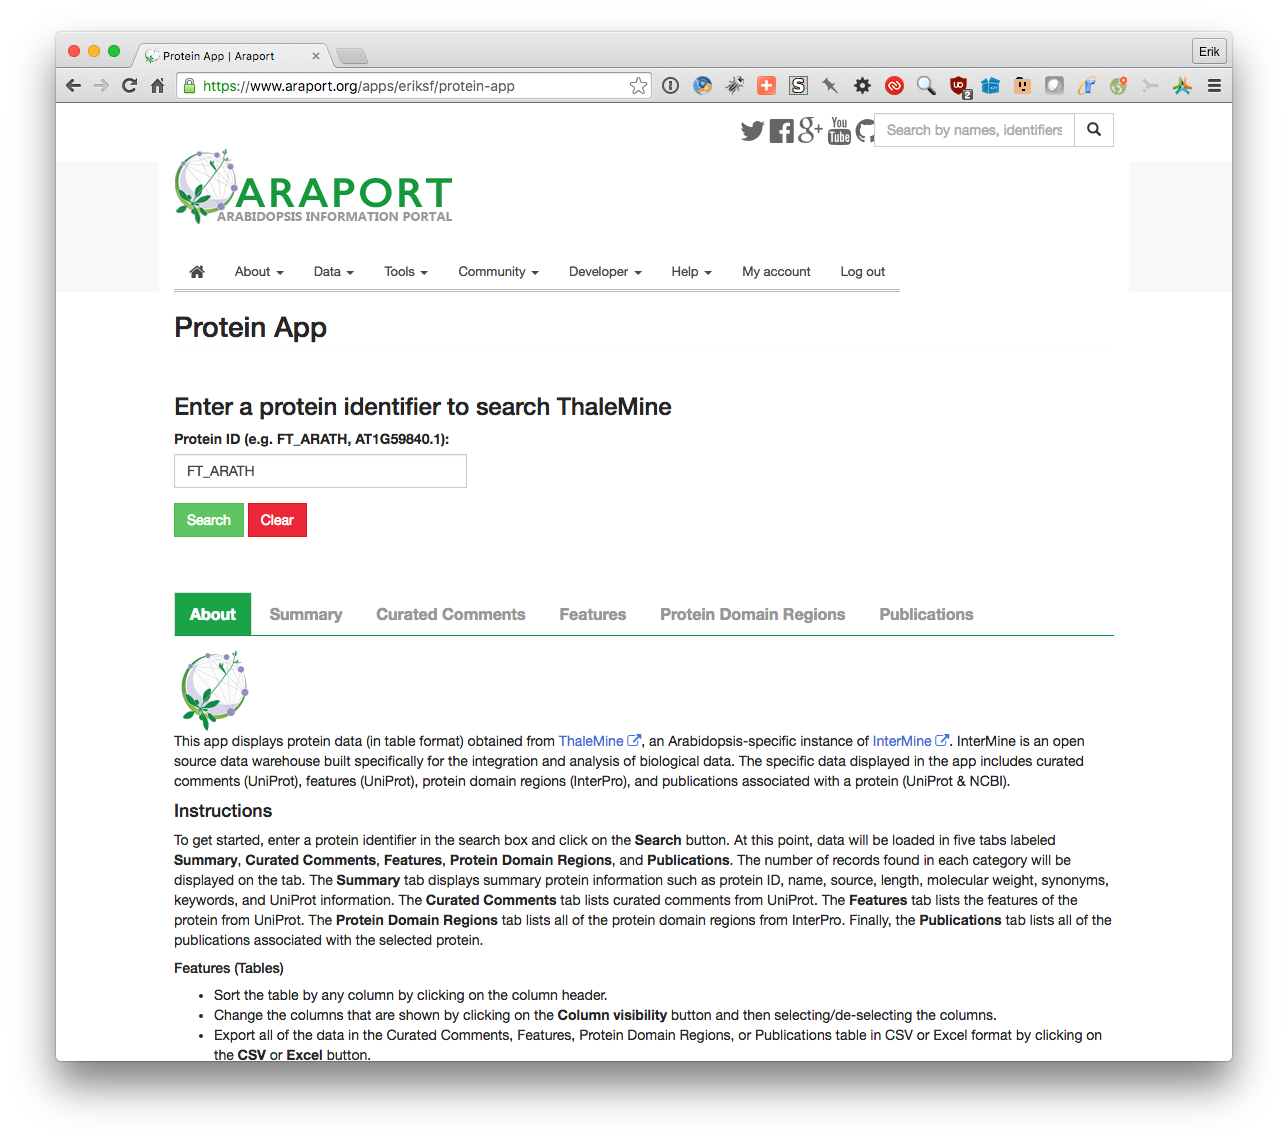 Protein App | Araport
Erik
https://www.araport.org/apps/eriksf/protein-app
2
You
Tube
Search by names, identifiers
ARAPORT
ARABIDOPSIS INFORMATION PORTAL
About Data Tools Community Developer Help My account Log out
Protein App
Enter a protein identifier to search ThaleMine
Protein ID (e.g. FT_ARATH, AT1G59840.1):
FT_ARATH
Search Clear
About Summary Curated Comments Features Protein Domain Regions Publications
This app displays protein data (in table format) obtained from ThaleMine, an Arabidopsis-specific instance of InterMine. InterMine is an open
source data warehouse built specifically for the integration and analysis of biological data. The specific data displayed in the app includes curated
comments (UniProt), features (UniProt), protein domain regions (InterPro), and publications associated with a protein (UniProt & NCBI).
Instructions
To get started, enter a protein identifier in the search box and click on the Search button. At this point, data will be loaded in five tabs labeled
Summary, Curated Comments, Features, Protein Domain Regions, and Publications. The number of records found in each category will be
displayed on the tab. The Summary tab displays summary protein information such as protein ID, name, source, length, molecular weight, synonyms,
keywords, and UniProt information. The Curated Comments tab lists curated comments from UniProt. The Features tab lists the features of the
protein from UniProt. The Protein Domain Regions tab lists all of the protein domain regions from InterPro. Finally, the Publications tab lists all of the
publications associated with the selected protein.
Features (Tables)
• Sort the table by any column by clicking on the column header.
• Change the columns that are shown by clicking on the Column visibility button and then selecting/de-selecting the columns.
• Export all of the data in the Curated Comments, Features, Protein Domain Regions, or Publications table in CSV or Excel format by clicking on
the CSV or Excel button.